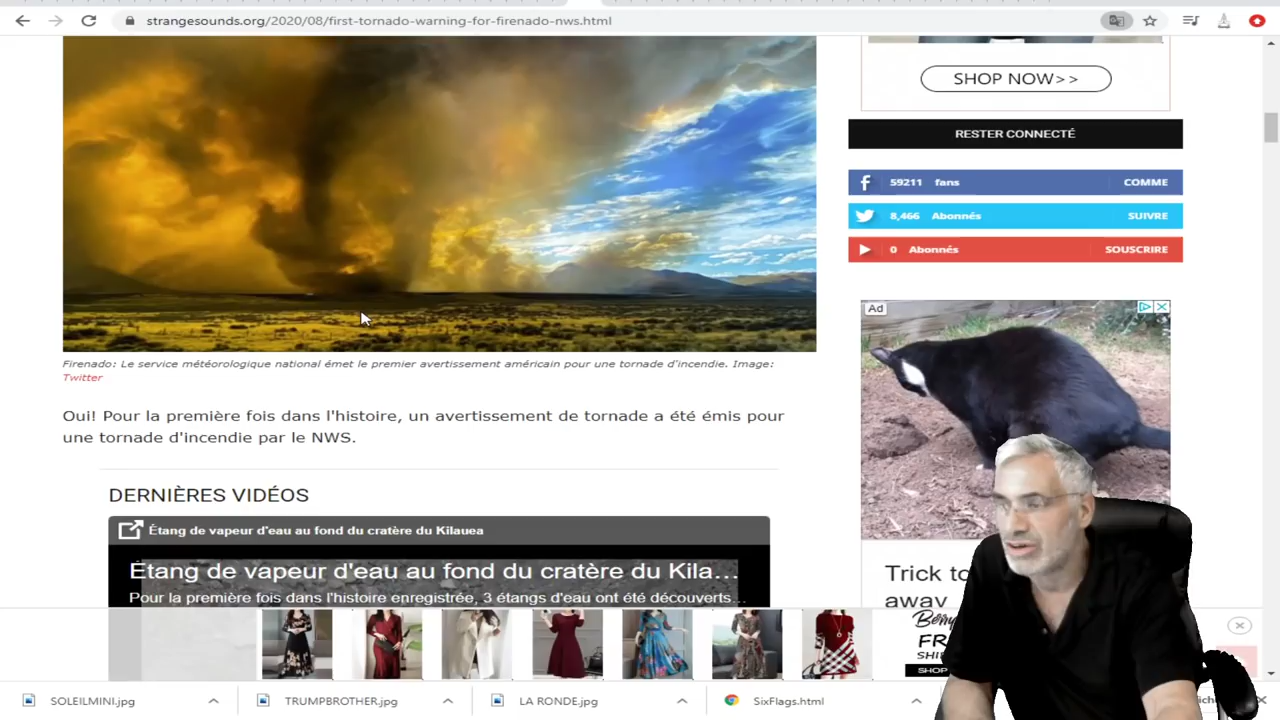 strangesounds.org/2020/08/first-tornado-warning-for-firenado-nws.html
SHOP NOW>>
RESTER CONNECTÉ
59211 fans COMME
8,466 Abonnés SUIVRE
0 Abonnés SOUSCRIRE
Ad
Firenado: Le service météorologique national émet le premier avertissement américain pour une tornade d'incendie. Image:
Twitter
Oui! Pour la première fois dans l'histoire, un avertissement de tornade a été émis pour
une tornade d'incendie par le NWS.
DERNIÈRES VIDÉOS
Étang de vapeur d'eau au fond du cratère du Kilauea
Étang de vapeur d'eau au fond du cratère du Kila...
Pour la première fois dans l'histoire enregistrée, 3 étangs d'eau ont été découverts...
Trick to
away
SHOP
SOLEILMINI.jpg
TRUMPBROTHER.jpg
LA RONDE.jpg
SixFlags.html